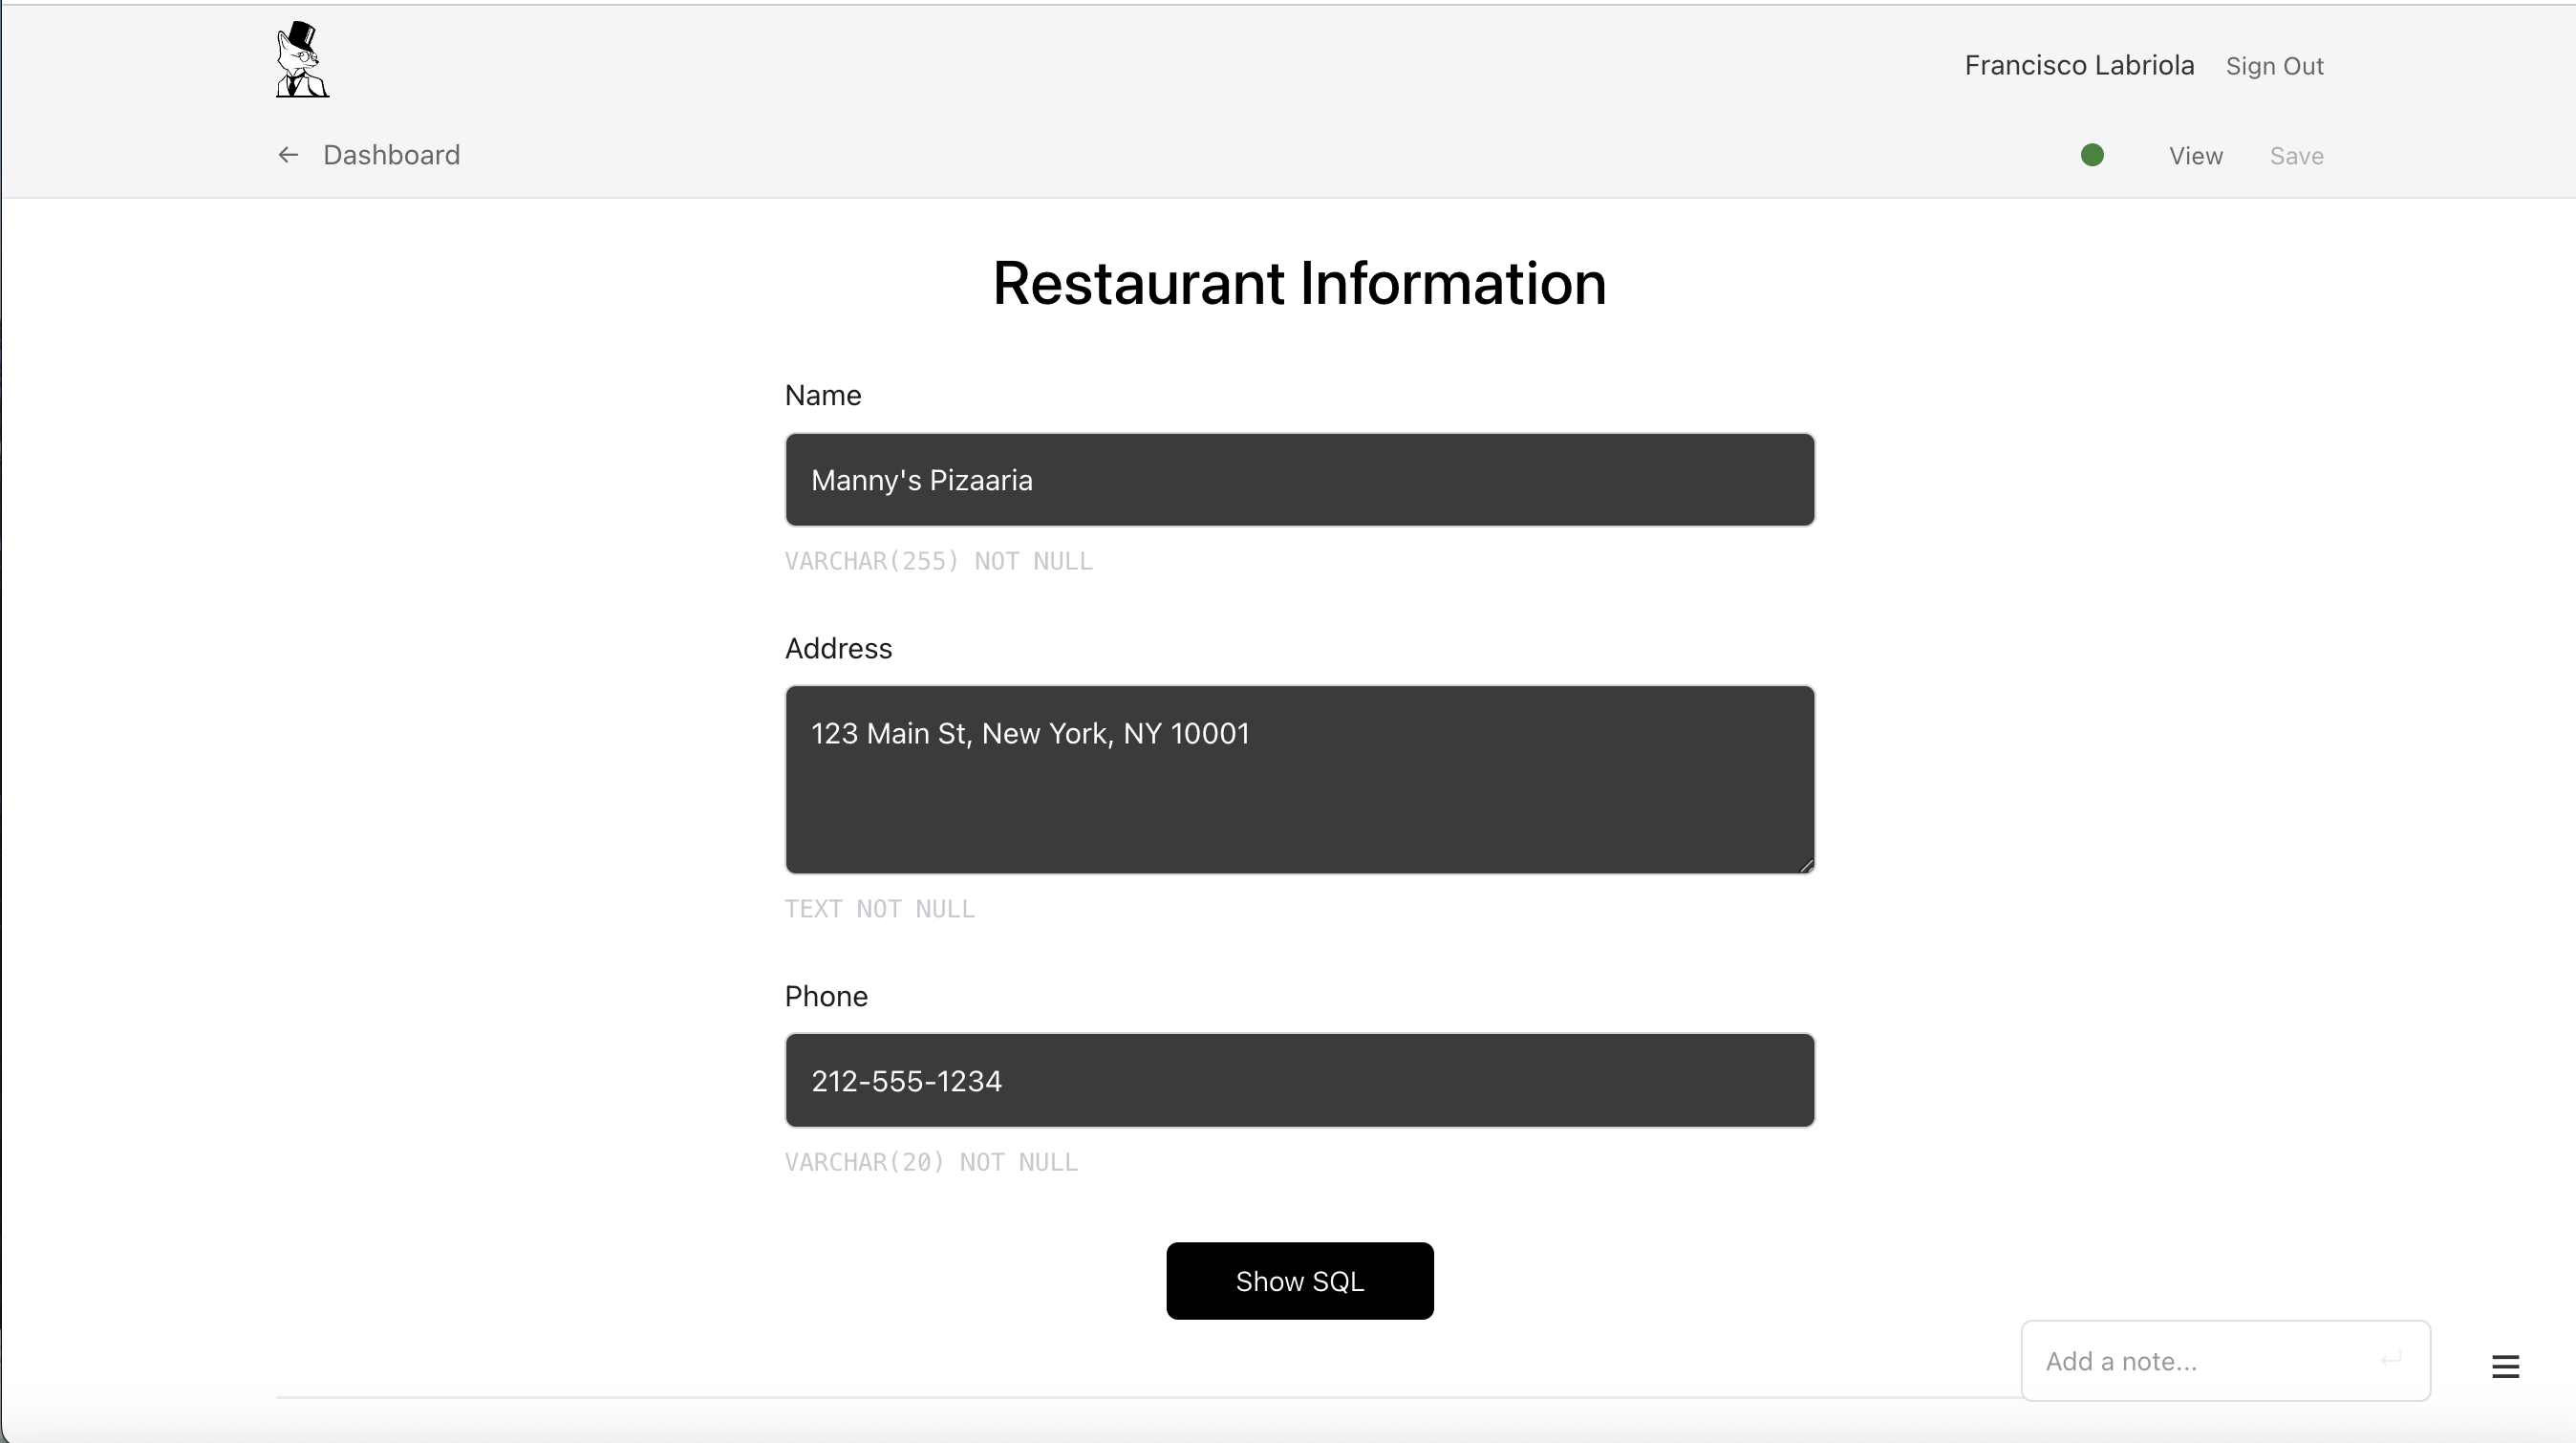 Francisco Labriola Sign Out
← Dashboard View Save
Restaurant Information
Name
Manny's Pizaaria
VARCHAR(255) NOT NULL
Address
123 Main St, New York, NY 10001
TEXT NOT NULL
Phone
212-555-1234
VARCHAR(20) NOT NULL
Show SQL
Add a note...